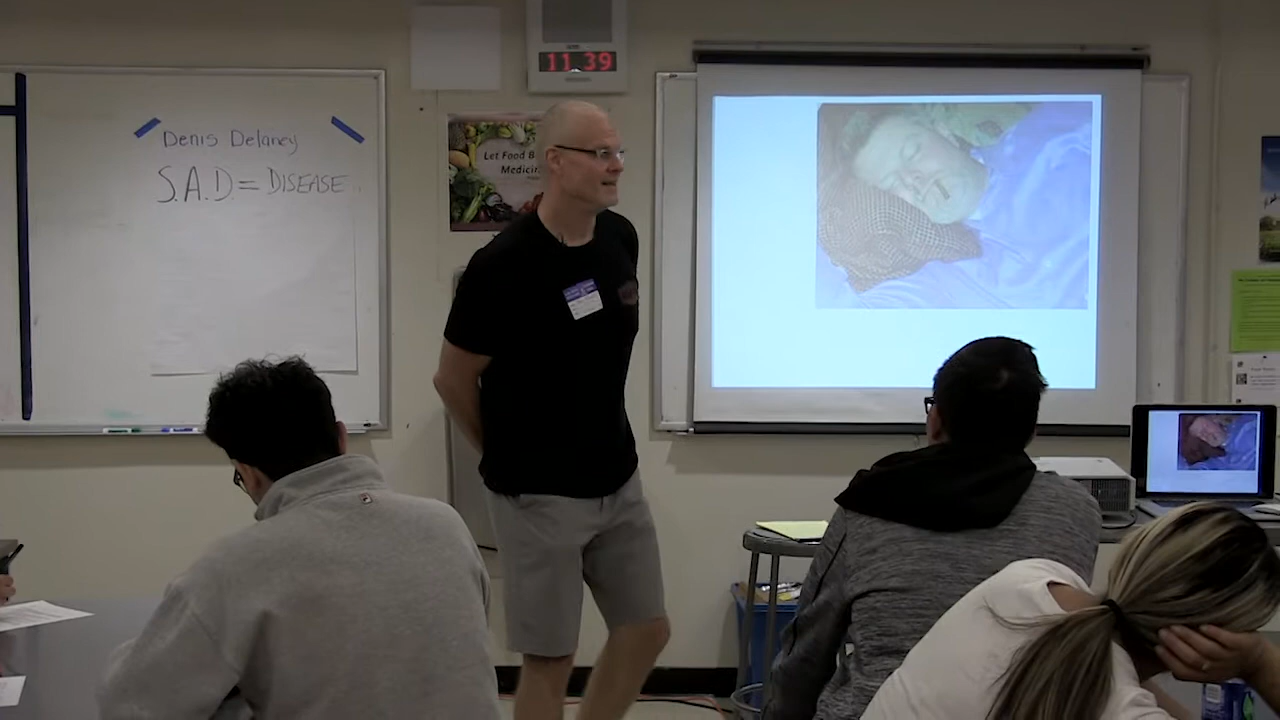 Denis Delaney
S.A.D = DISEASE
11 39
Let Food B
Medicin